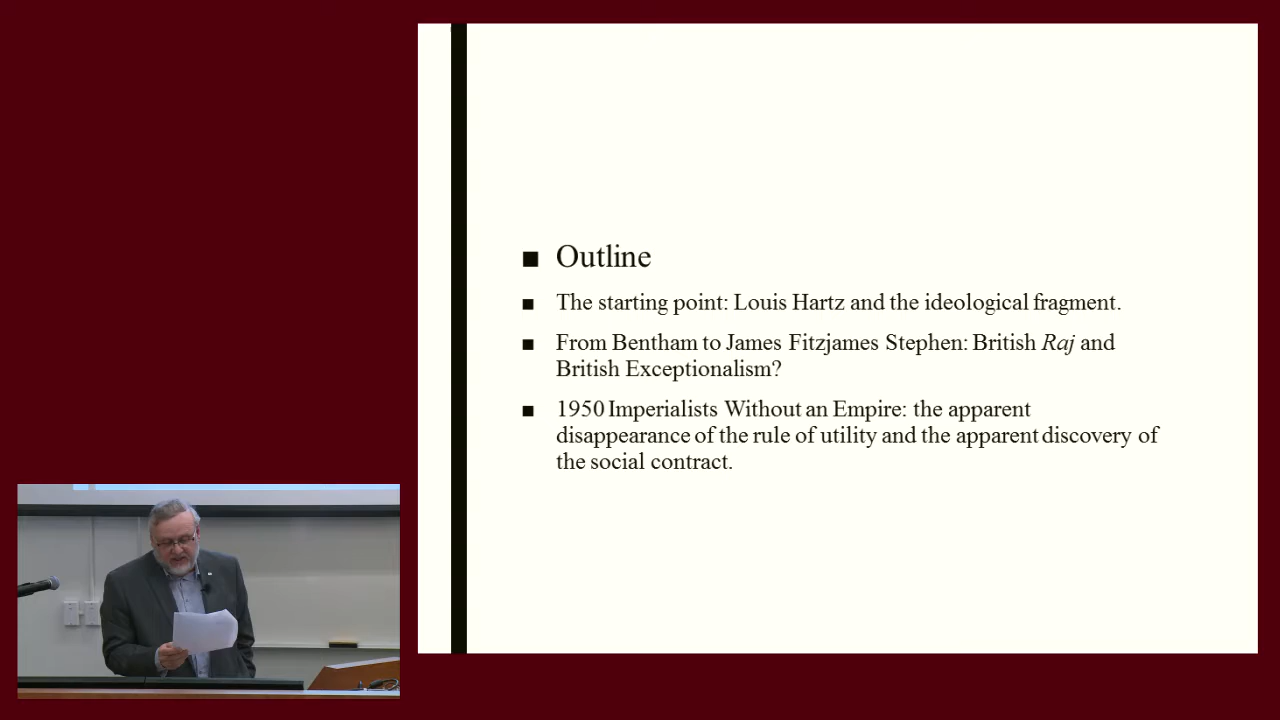 Outline
The starting point: Louis Hartz and the ideological fragment.
From Bentham to James Fitzjames Stephen: British Raj and
British Exceptionalism?
1950 Imperialists Without an Empire: the apparent
disappearance of the rule of utility and the apparent discovery of
the social contract.